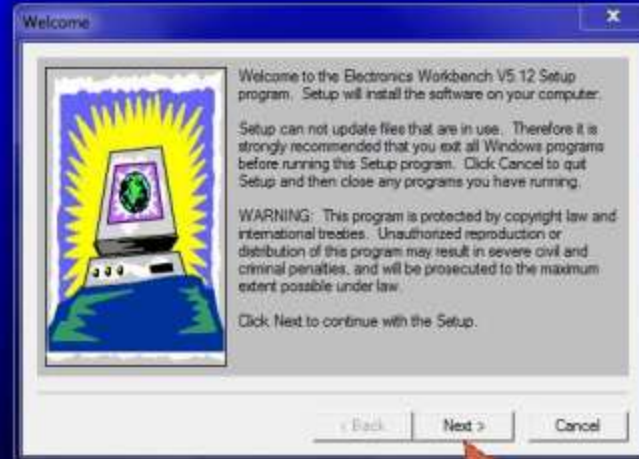 Welcome
Welcome to the Electronics Workbench V5.12 Setup
program. Setup will install the software on your computer.
Setup can not update files that are in use. Therefore it is
strongly recommended that you exit all Windows programs
before running this Setup program. Click Cancel to quit
Setup and then close any programs you have running.
WARNING: This program is protected by copyright law and
international treaties. Unauthorized reproduction or
distribution of this program may result in severe civil and
criminal penalties, and will be prosecuted to the maximum
extent possible under law.
Click Next to continue with the Setup.
< Back Next > Cancel